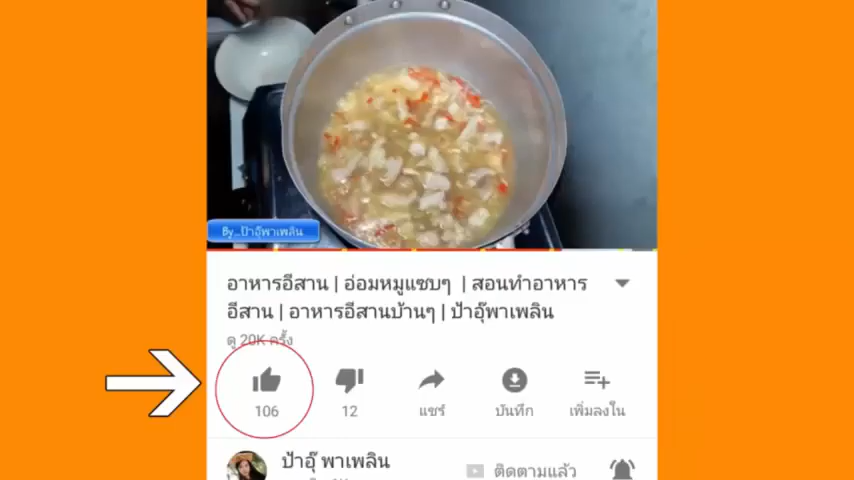 By...ป้าอุ๊พาเพลิน
อาหารอีสาน | อ่อมหมูแซบๆ | สอนทำอาหาร
อีสาน | อาหารอีสานบ้านๆ | ป้าอุ๊พาเพลิน
ดู 20K ครั้ง
106 12 แชร์ บันทึก เพิ่มลงใน
ป้าอุ๊ พาเพลิน
ติดตามแล้ว